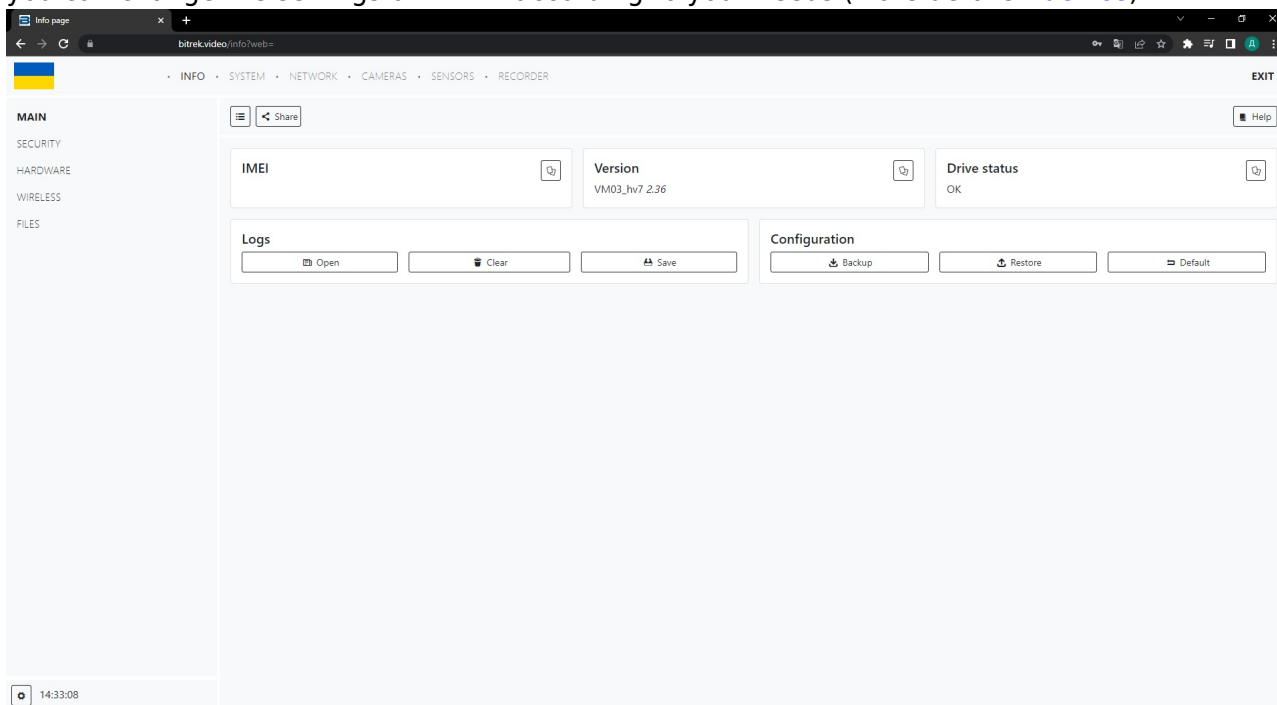 Info page
bitrek.video/info?web=
INFO • SYSTEM • NETWORK • CAMERAS • SENSORS • RECORDER
EXIT
MAIN
SECURITY
HARDWARE
WIRELESS
FILES
Share
Help
IMEI
Version
VM03_hv7 2.36
Drive status
OK
Logs
Open
Clear
Save
Configuration
Backup
Restore
Default
14:33:08